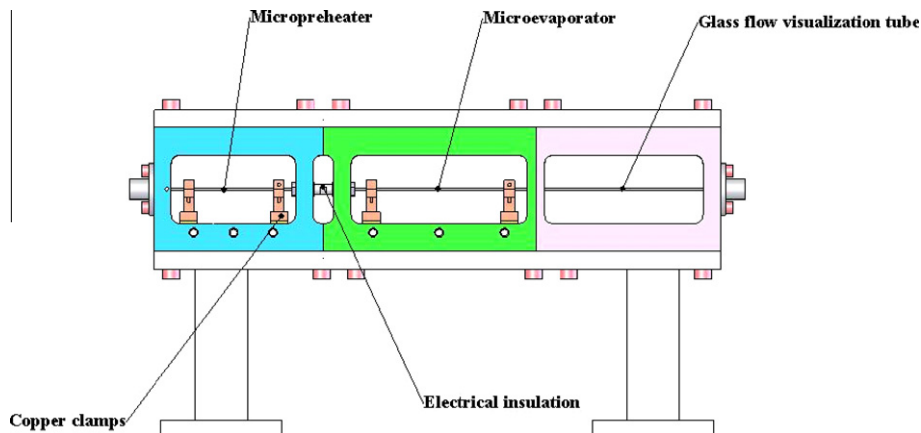 Micropreheater
Microevaporator
Glass flow visualization tube
Copper clamps
Electrical insulation